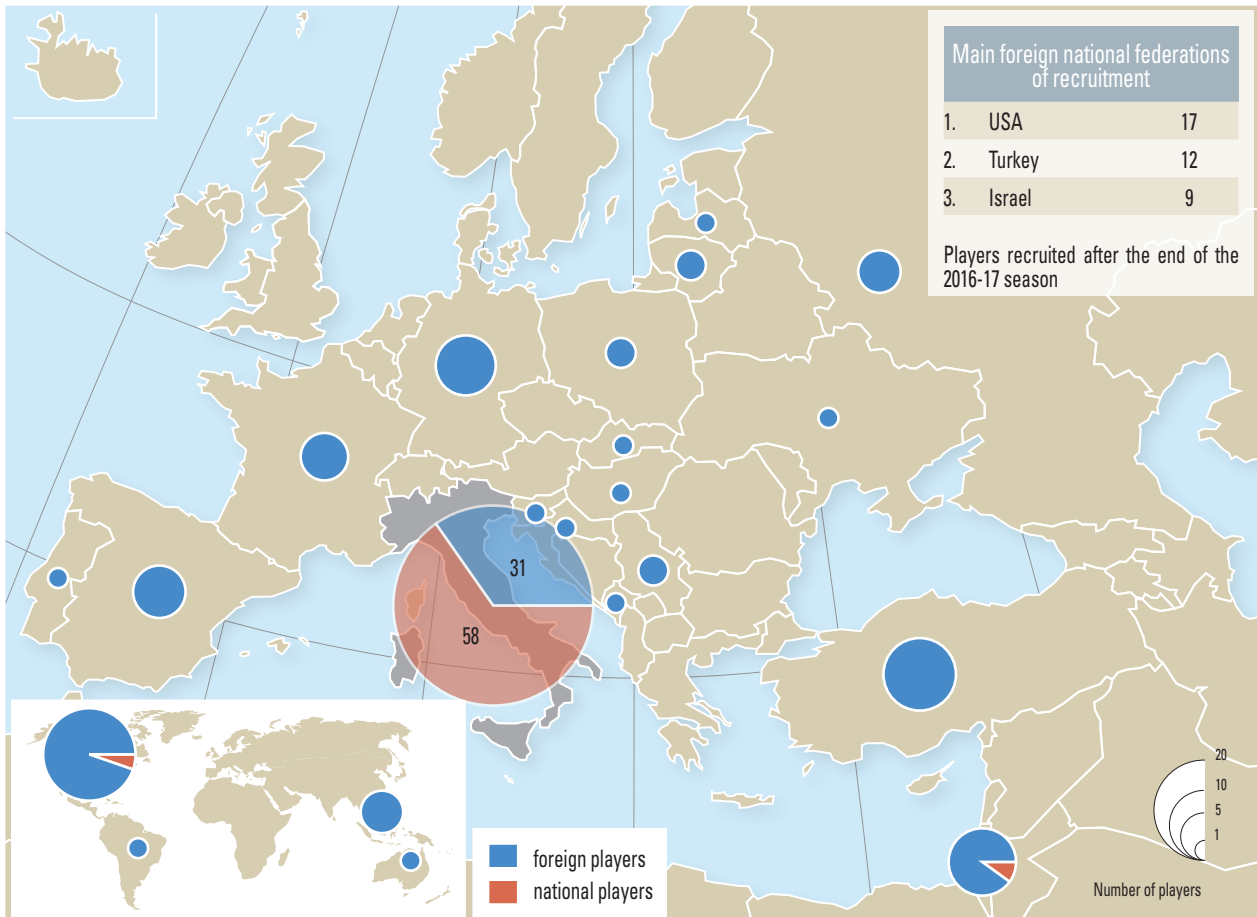 Main foreign national federations
of recruitment
1. USA 17
2. Turkey 12
3. Israel 9
Players recruited after the end of the
2016-17 season
31
58
foreign players
national players
20
10
5
1
Number of players